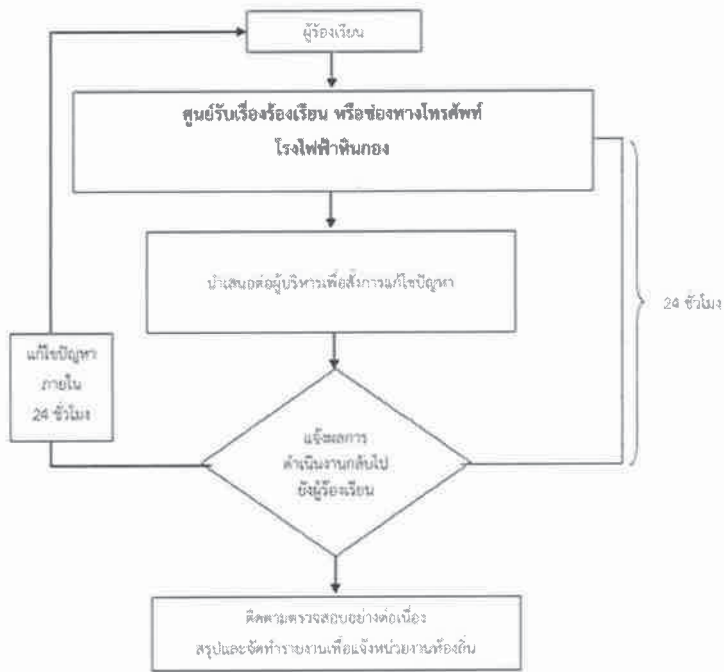 ผู้ร้องเรียน
ศูนย์รับเรื่องร้องเรียน หรือช่องทางโทรศัพท์
โรงไฟฟ้าหินกอง
นำเสนอต่อผู้บริหารเพื่อสั่งการแก้ไขปัญหา
24 ชั่วโมง
แก้ไขปัญหา
ภายใน
24 ชั่วโมง
แจ้งผลการ
ดำเนินงานกลับไป
ยังผู้ร้องเรียน
ติดตามตรวจสอบอย่างต่อเนื่อง
สรุปและจัดทำรายงานเพื่อแจ้งหน่วยงานท้องถิ่น